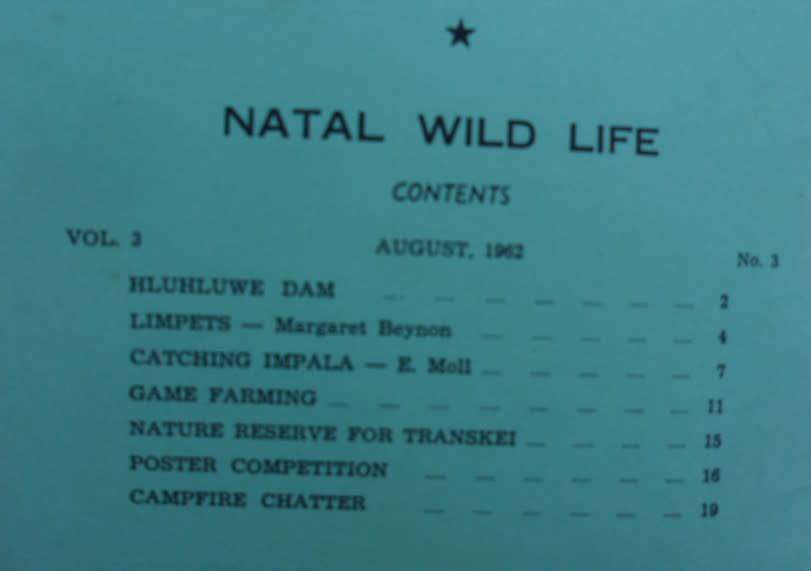 NATAL WILD LIFE
CONTENTS
VOL. 3 AUGUST, 1962 No. 3
HLUHLUWE DAM 2
LIMPETS — Margaret Beynon 4
CATCHING IMPALA — E. Moll 7
GAME FARMING 11
NATURE RESERVE FOR TRANSKEI 15
POSTER COMPETITION 16
CAMPFIRE CHATTER 19